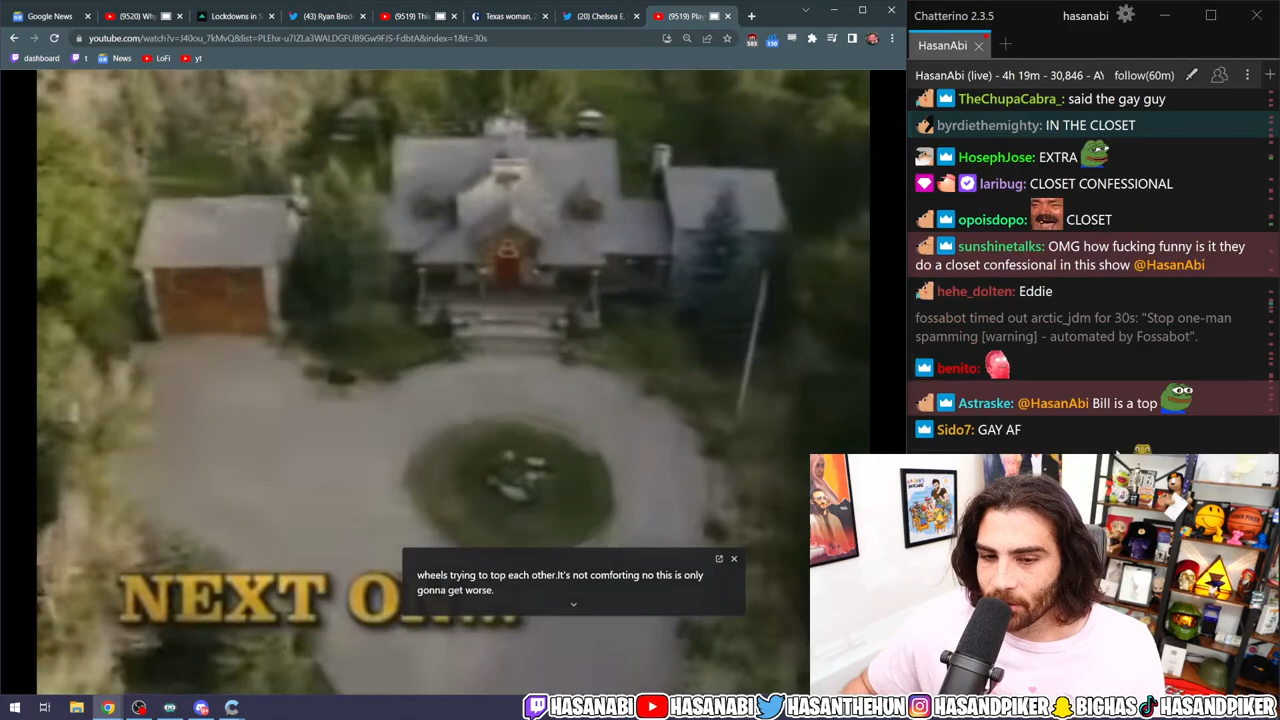 Google News
(9520) Why
Lockdowns in S
(43) Ryan Brod
(9519) Thi
Texas woman, 2
(20) Chelsea E
(9519) Pla
youtube.com/watch?v=J40ou_7kMvQ&list=PLEhx-u7IZLa3WALDGFUB9Gw9FJS-FdbtA&index=1&t=30s
dashboard
t
News
LoFi
yt
NEXT O
wheels trying to top each other.It's not comforting no this is only
gonna get worse.
Chatterino 2.3.5
hasanabi
HasanAbi
HasanAbi (live) - 4h 19m - 30,846 - A
follow(60m)
TheChupaCabra_: said the gay guy
byrdiethemighty: IN THE CLOSET
HosephJose: EXTRA
laribug: CLOSET CONFESSIONAL
opoisdopo: CLOSET
sunshinetalks: OMG how fucking funny is it they
do a closet confessional in this show @HasanAbi
hehe_dolten: Eddie
fossabot timed out arctic_jdm for 30s: "Stop one-man
spamming [warning] - automated by Fossabot".
benito:
Astraske: @HasanAbi Bill is a top
Sido7: GAY AF
HASANABI HASANABI HASANTHEHUN HASANDPIKER BIGHAS HASANDPIKER